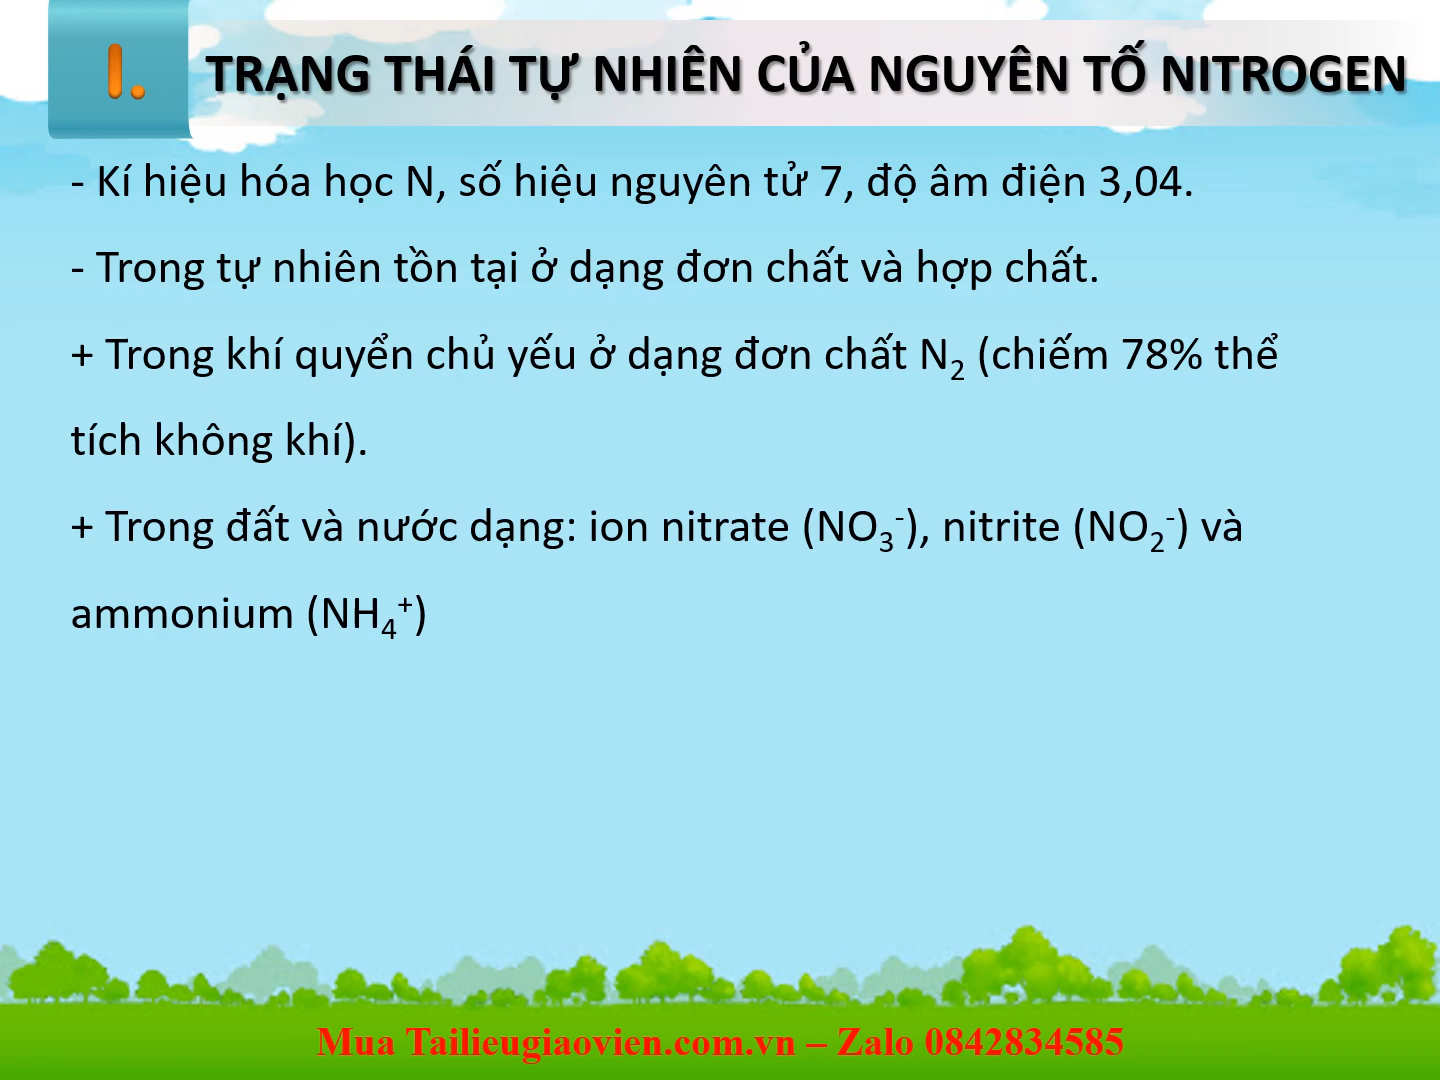 I.
TRẠNG THÁI TỰ NHIÊN CỦA NGUYÊN TỐ NITROGEN
- Kí hiệu hóa học N, số hiệu nguyên tử 7, độ âm điện 3,04.
- Trong tự nhiên tồn tại ở dạng đơn chất và hợp chất.
+ Trong khí quyển chủ yếu ở dạng đơn chất N₂ (chiếm 78% thể
tích không khí).
+ Trong đất và nước dạng: ion nitrate (NO₃⁻), nitrite (NO₂⁻) và
ammonium (NH₄⁺)
Mua Tailieugiaovien.com.vn – Zalo 0842834585